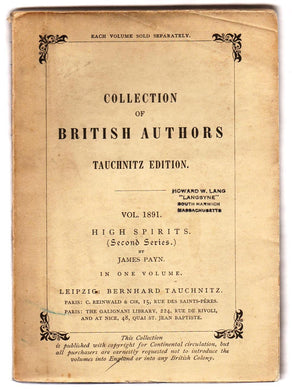 EACH VOLUME SOLD SEPARATELY.
COLLECTION
OF
BRITISH AUTHORS
TAUCHNITZ EDITION.
HOWARD W. LANG
"LANGSYNE"
SOUTH HARWICH
MASSACHUSETTS
VOL. 1891.
HIGH SPIRITS.
(Second Series.)
BY
JAMES PAYN.
IN ONE VOLUME.
LEIPZIG: BERNHARD TAUCHNITZ.
PARIS: C. REINWALD & CIE, 15, RUE DES SAINTS-PÈRES.
PARIS: THE GALIGNANI LIBRARY, 224, RUE DE RIVOLI,
AND AT NICE, 48, QUAI ST. JEAN BAPTISTE.
This Collection
is published with copyright for Continental circulation, but
all purchasers are earnestly requested not to introduce the
volumes into England or into any British Colony.